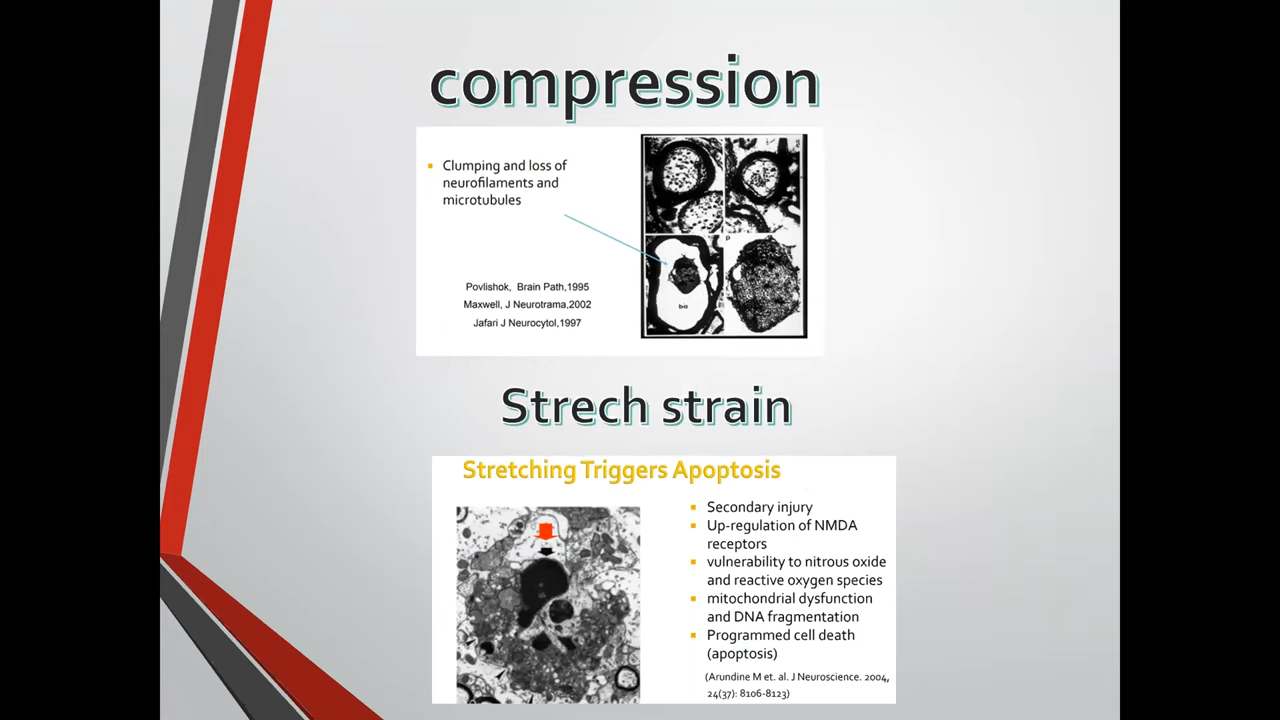 compression
Clumping and loss of
neurofilaments and
microtubules
Povlishok, Brain Path,1995
Maxwell, J Neurotrama,2002
Jafari J Neurocytol,1997
P
ba
Strech strain
Stretching Triggers Apoptosis
Secondary injury
Up-regulation of NMDA
receptors
vulnerability to nitrous oxide
and reactive oxygen species
mitochondrial dysfunction
and DNA fragmentation
Programmed cell death
(apoptosis)
(Arundine M et. al. J Neuroscience. 2004,
24(37): 8106-8123)